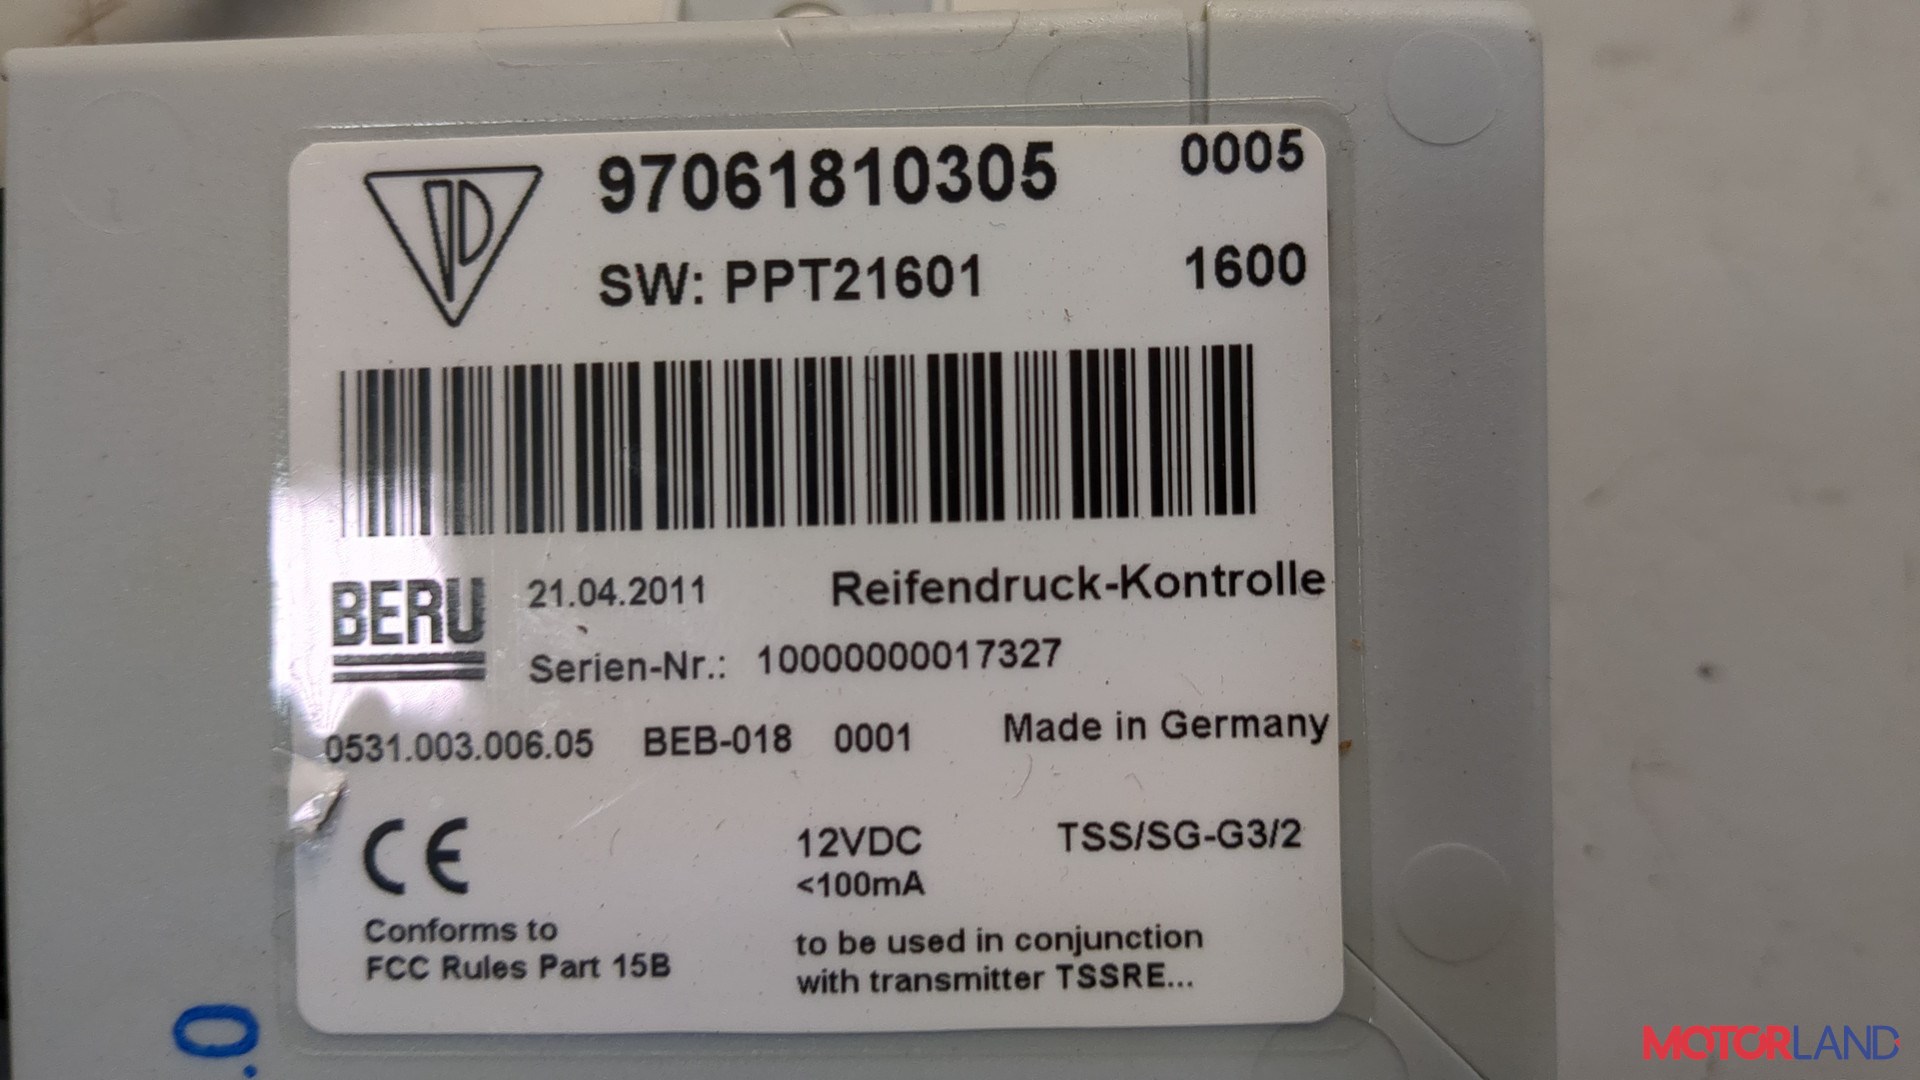 97061810305 0005
SW: PPT21601 1600
BERU 21.04.2011 Reifendruck-Kontrolle
Serien-Nr.: 10000000017327
0531.003.006.05 BEB-018 0001 Made in Germany
CE 12VDC TSS/SG-G3/2
<100mA
Conforms to
FCC Rules Part 15B
to be used in conjunction
with transmitter TSSRE...
0.
MOTORLAND